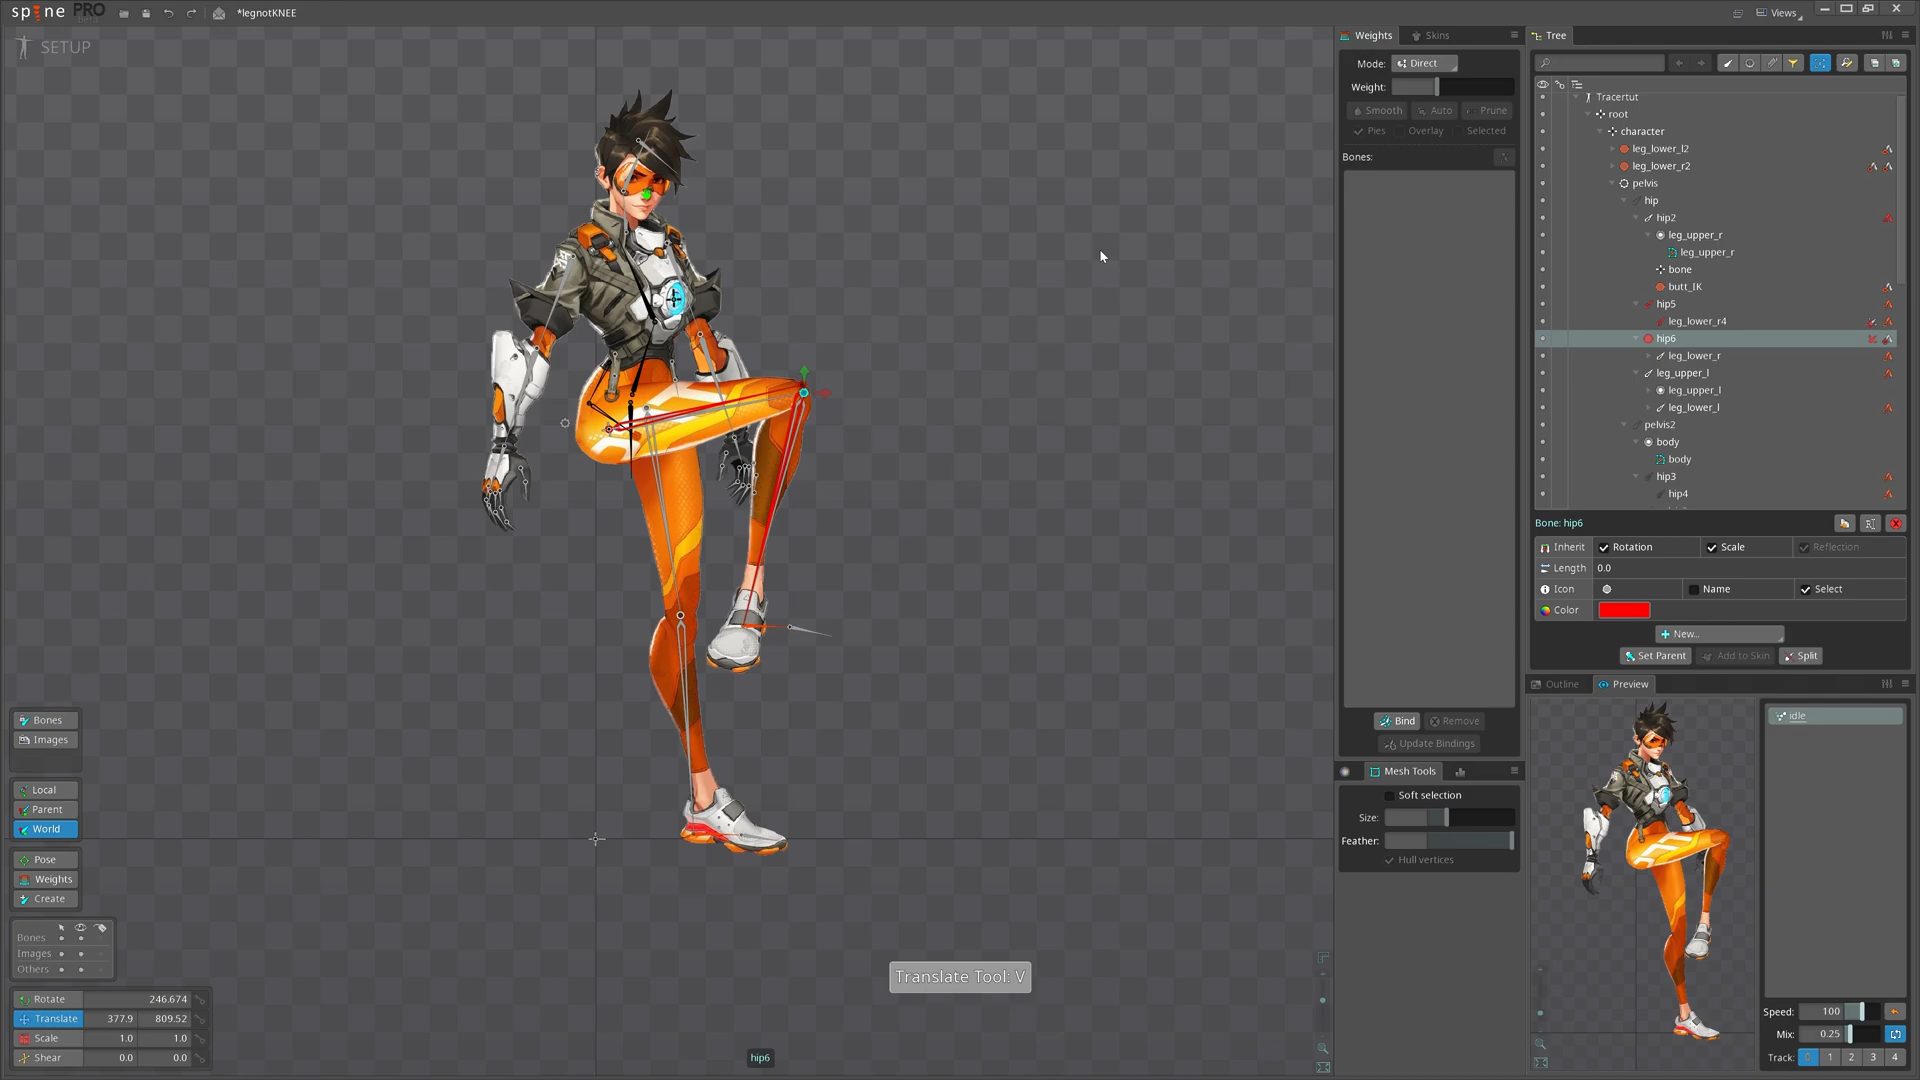 spine PRO
beta
*legnotKNEE
Views
SETUP
Weights
Skins
Mode:
Direct
Weight:
Smooth
Auto
Prune
Pies
Overlay
Selected
Bones:
Bind
Remove
Update Bindings
Mesh Tools
Soft selection
Size:
Feather:
Hull vertices
Tree
Tracertut
root
character
leg_lower_l2
leg_lower_r2
pelvis
hip
hip2
leg_upper_r
leg_upper_r
bone
butt_IK
hip5
leg_lower_r4
hip6
leg_lower_r
leg_upper_l
leg_upper_l
leg_lower_l
pelvis2
body
body
hip3
hip4
Bone: hip6
Inherit
Rotation
Scale
Reflection
Length
0.0
Icon
Name
Select
Color
New...
Set Parent
Add to Skin
Split
Outline
Preview
idle
Speed:
100
Mix:
0.25
Track:
0
1
2
3
4
Bones
Images
Local
Parent
World
Pose
Weights
Create
Bones
Images
Others
Rotate
246.674
Translate
377.9
809.52
Scale
1.0
1.0
Shear
0.0
0.0
Translate Tool: V
hip6